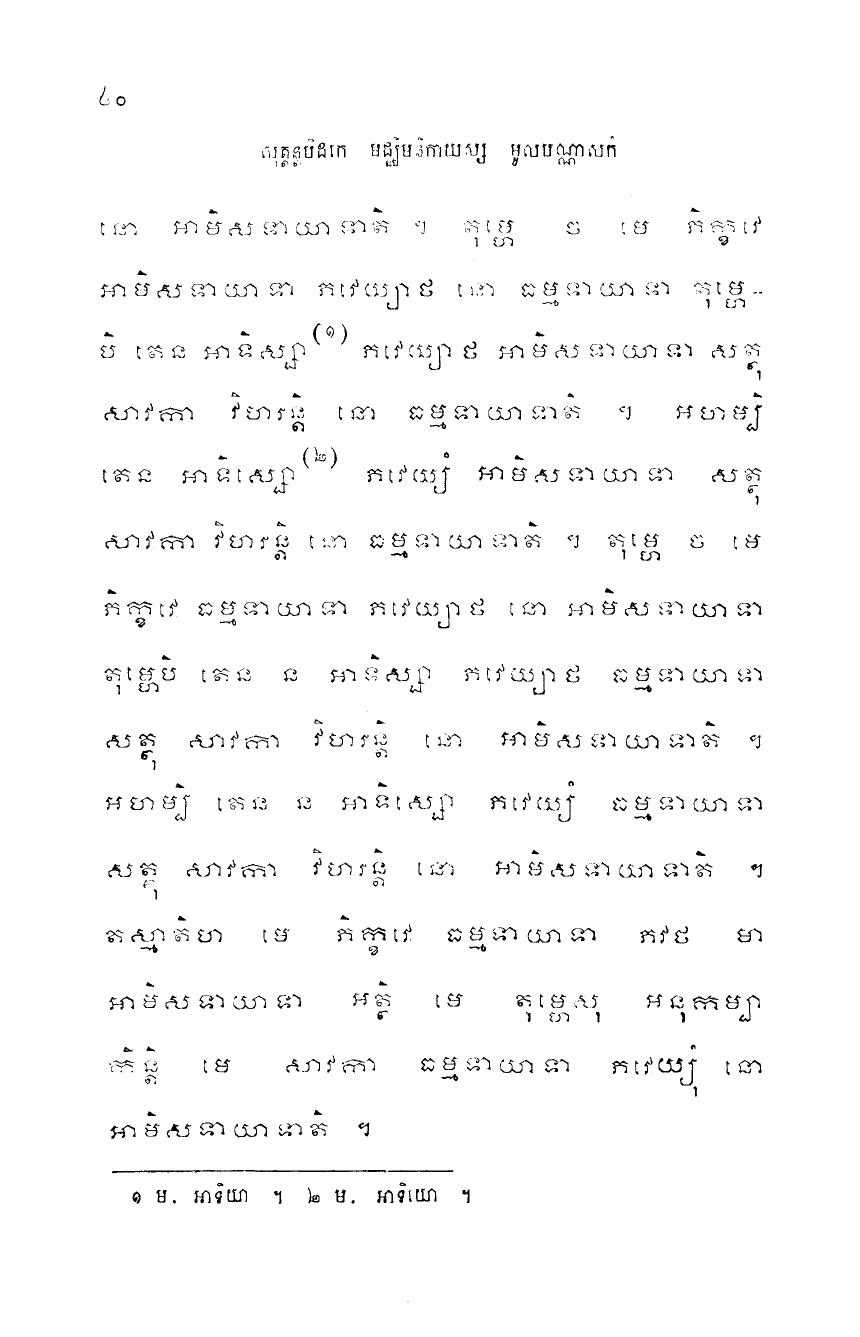 ៤០
សុត្តន្តបិដកេ មជ្ឈិមនិកាយស្ស មូលបណ្ណាសកំ
នោ អាមិសទាយាទាតិ ។ តុម្ហេ ច មេ ភិក្ខវេ
អាមិសទាយាទា ភវេយ្យាថ នោ ធម្មទាយាទា តុម្ហេ-
បិ តេន អាទិស្សា (១) ភវេយ្យាថ អាមិសទាយាទា សត្ថុ
សាវកា វិហរន្តិ នោ ធម្មទាយាទាតិ ។ អហម្បិ
តេន អាទិស្សោ (២) ភវេយ្យំ អាមិសទាយាទា សត្ថុ
សាវកា វិហរន្តិ នោ ធម្មទាយាទាតិ ។ តុម្ហេ ច មេ
ភិក្ខវេ ធម្មទាយាទា ភវេយ្យាថ នោ អាមិសទាយាទា
តុម្ហេបិ តេន ន អាទិស្សា ភវេយ្យាថ ធម្មទាយាទា
សត្ថុ សាវកា វិហរន្តិ នោ អាមិសទាយាទាតិ ។
អហម្បិ តេន ន អាទិស្សោ ភវេយ្យំ ធម្មទាយាទា
សត្ថុ សាវកា វិហរន្តិ នោ អាមិសទាយាទាតិ ។
តស្មាតិហ មេ ភិក្ខវេ ធម្មទាយាទា ភវថ មា
អាមិសទាយាទា អត្ថិ មេ តុម្ហេសុ អនុកម្បា
កិន្តិ មេ សាវកា ធម្មទាយាទា ភវេយ្យុំ នោ
អាមិសទាយាទាតិ ។
១ ម. អាទិយា ។ ២ ម. អាទិយោ ។